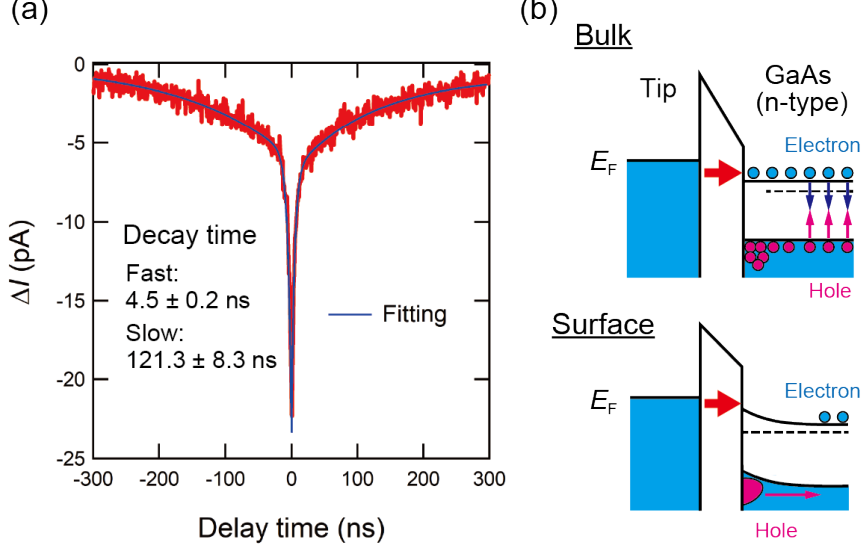 (a)
0
-5
-10
-15
-20
-25
ΔI (pA)
Decay time
Fast:
4.5 ± 0.2 ns
Slow:
121.3 ± 8.3 ns
Fitting
-300
-200
-100
0
100
200
300
Delay time (ns)
(b)
Bulk
Tip
GaAs
(n-type)
Electron
EF
Hole
Surface
Electron
EF
Hole